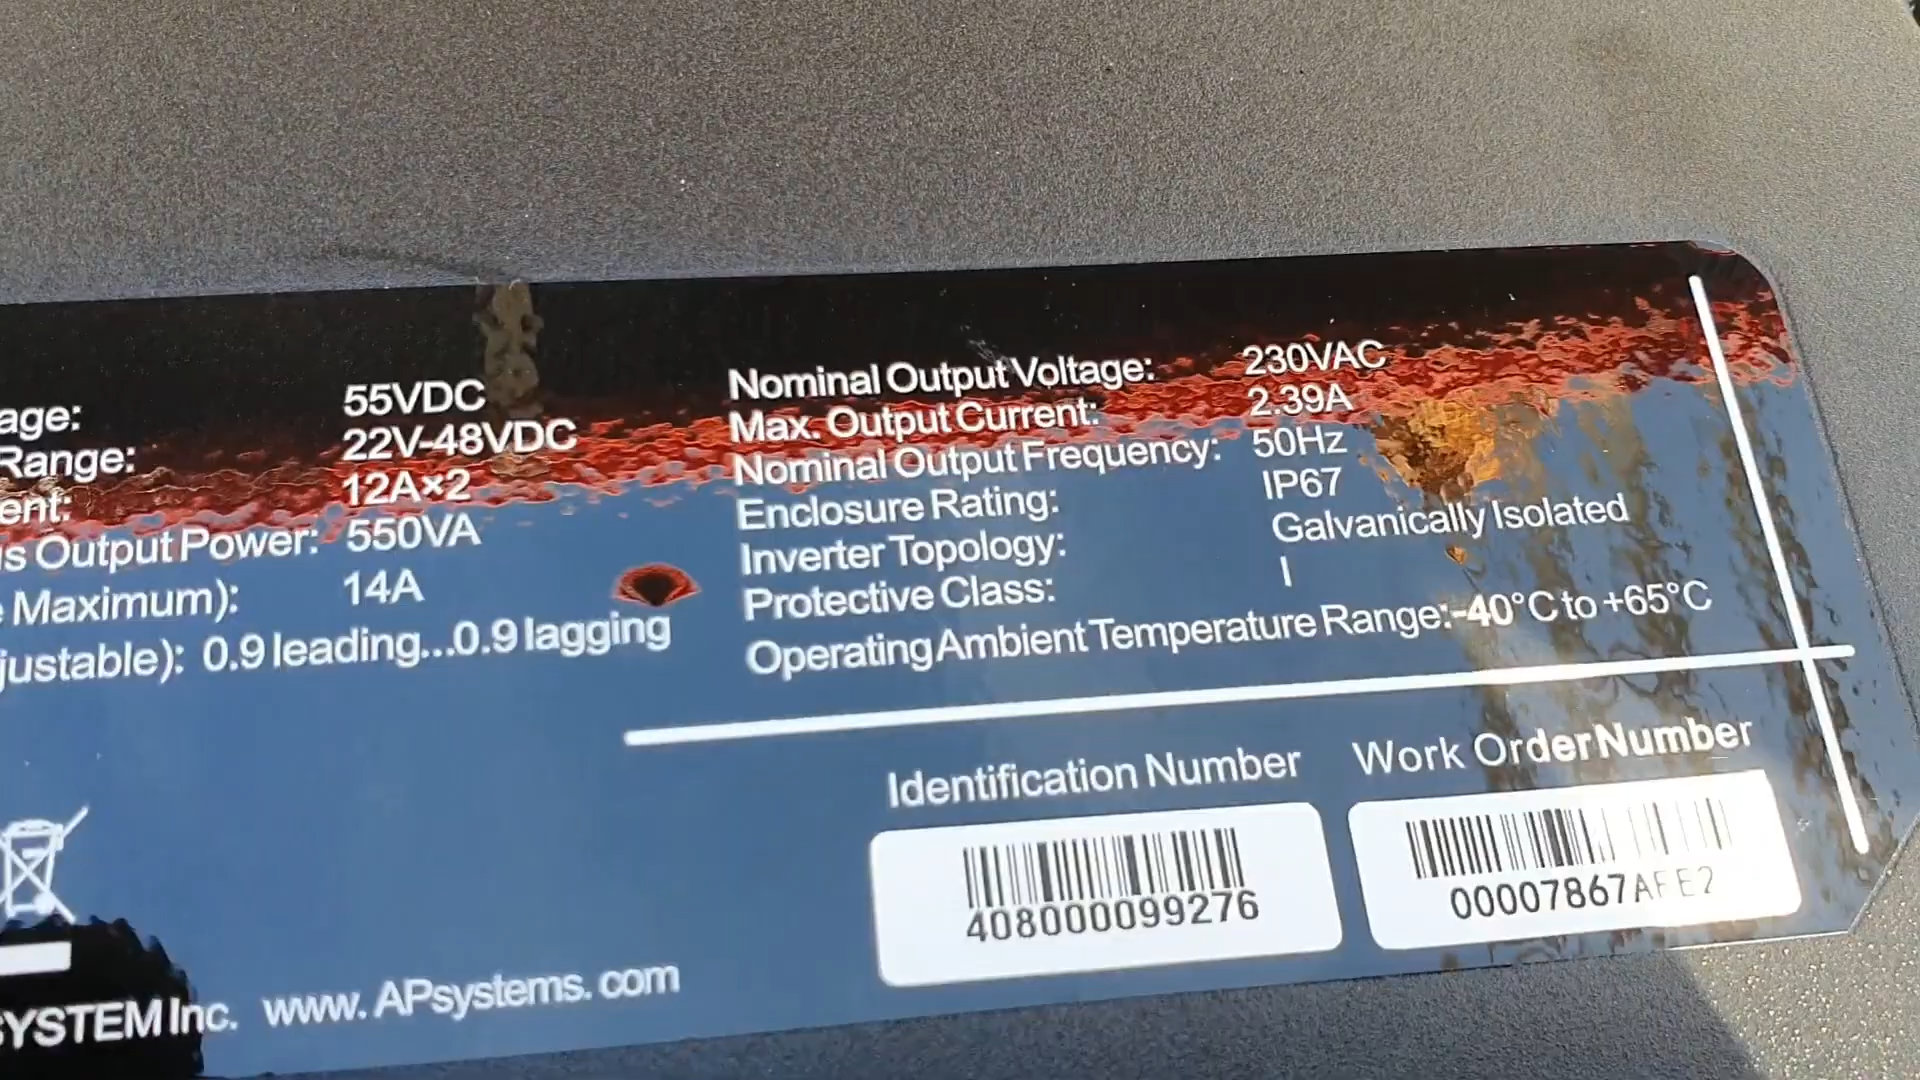 age: 55VDC
Range: 22V-48VDC
ent: 12A×2
s Output Power: 550VA
Maximum): 14A
justable): 0.9 leading...0.9 lagging
Nominal Output Voltage: 230VAC
Max. Output Current: 2.39A
Nominal Output Frequency: 50Hz
Enclosure Rating: IP67
Inverter Topology: Galvanically Isolated
Protective Class: I
Operating Ambient Temperature Range:-40°C to +65°C
Identification Number
408000099276
Work Order Number
00007867AFE2
SYSTEM Inc. www.APsystems.com